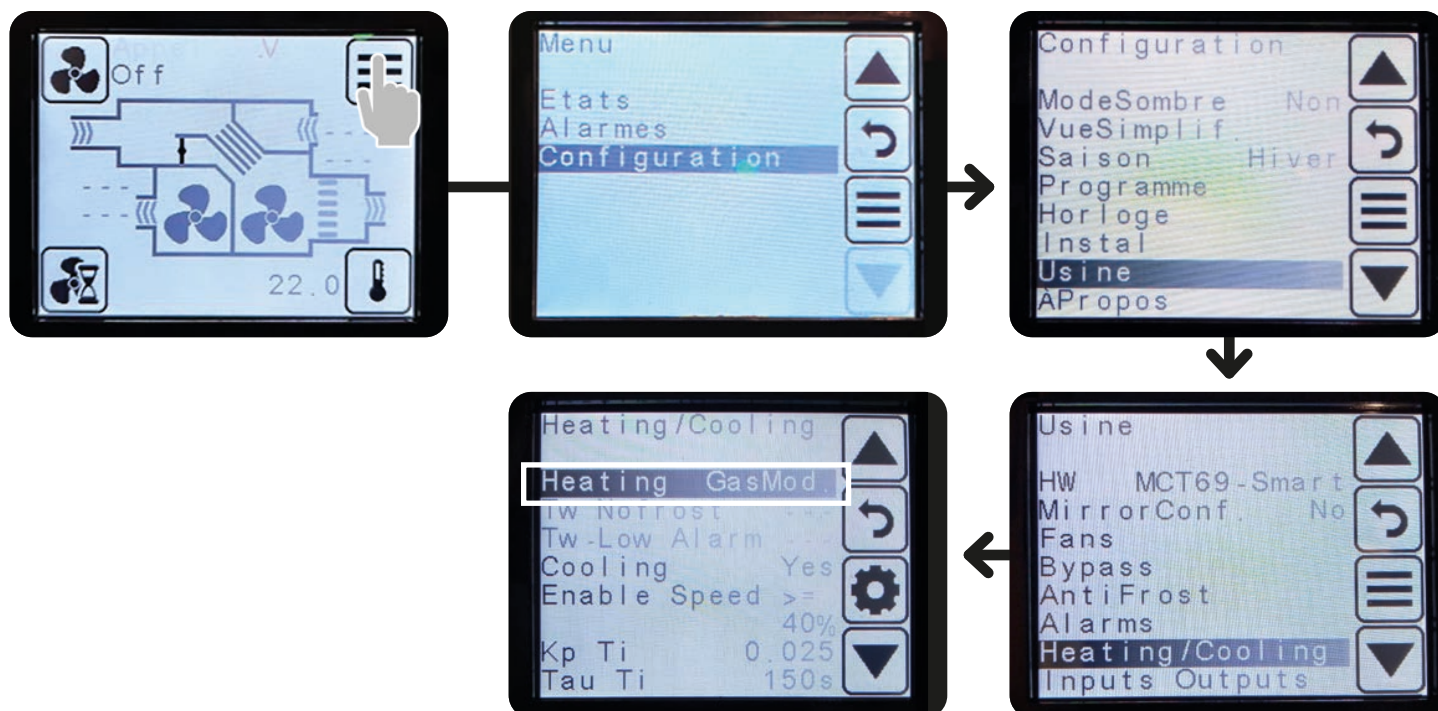 Off
22.0
Menu
Etats
Alarmes
Configuration
Configuration
ModeSombre Non
VueSimplif.
Saison Hiver
Programme
Horloge
Instal
Usine
ÀPropos
Usine
HW MCT69-Smart
MirrorConf. No
Fans
Bypass
AntiFrost
Alarms
Heating/Cooling
Inputs Outputs
Heating/Cooling
Heating GasMod.
Tw Nofrost ---
Tw-Low Alarm ---
Cooling Yes
Enable Speed >=
40%
Kp Ti 0.025
Tau Ti 150s